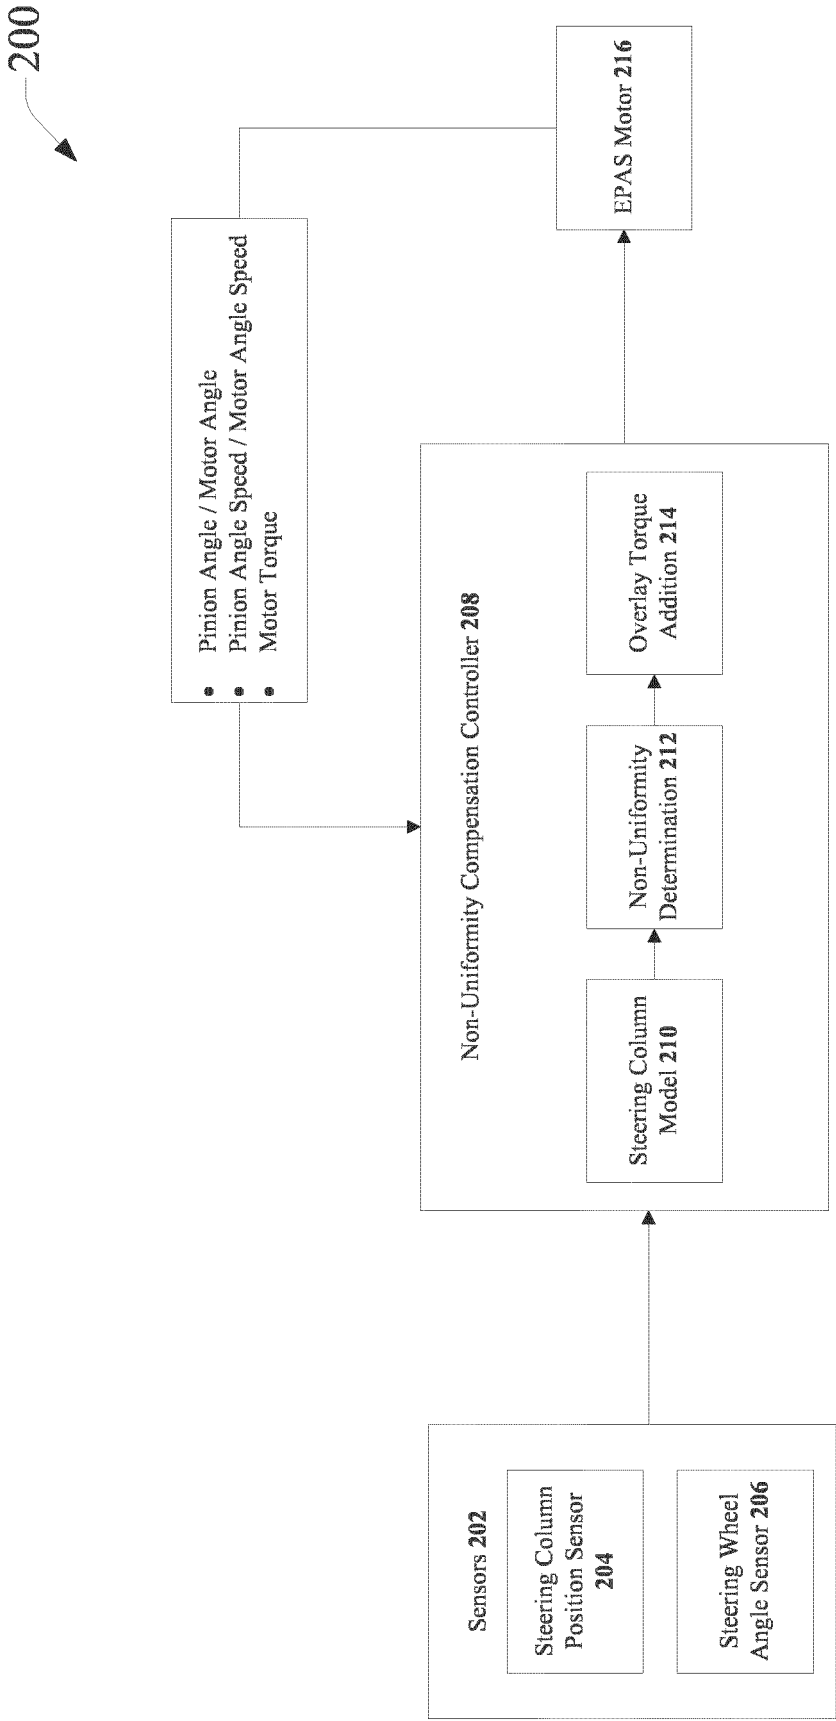 200
• Pinion Angle / Motor Angle
• Pinion Angle Speed / Motor Angle Speed
• Motor Torque
Sensors 202
Steering Column
Position Sensor
204
Steering Wheel
Angle Sensor 206
Non-Uniformity Compensation Controller 208
Steering Column
Model 210
Non-Uniformity
Determination 212
Overlay Torque
Addition 214
EPAS Motor 216